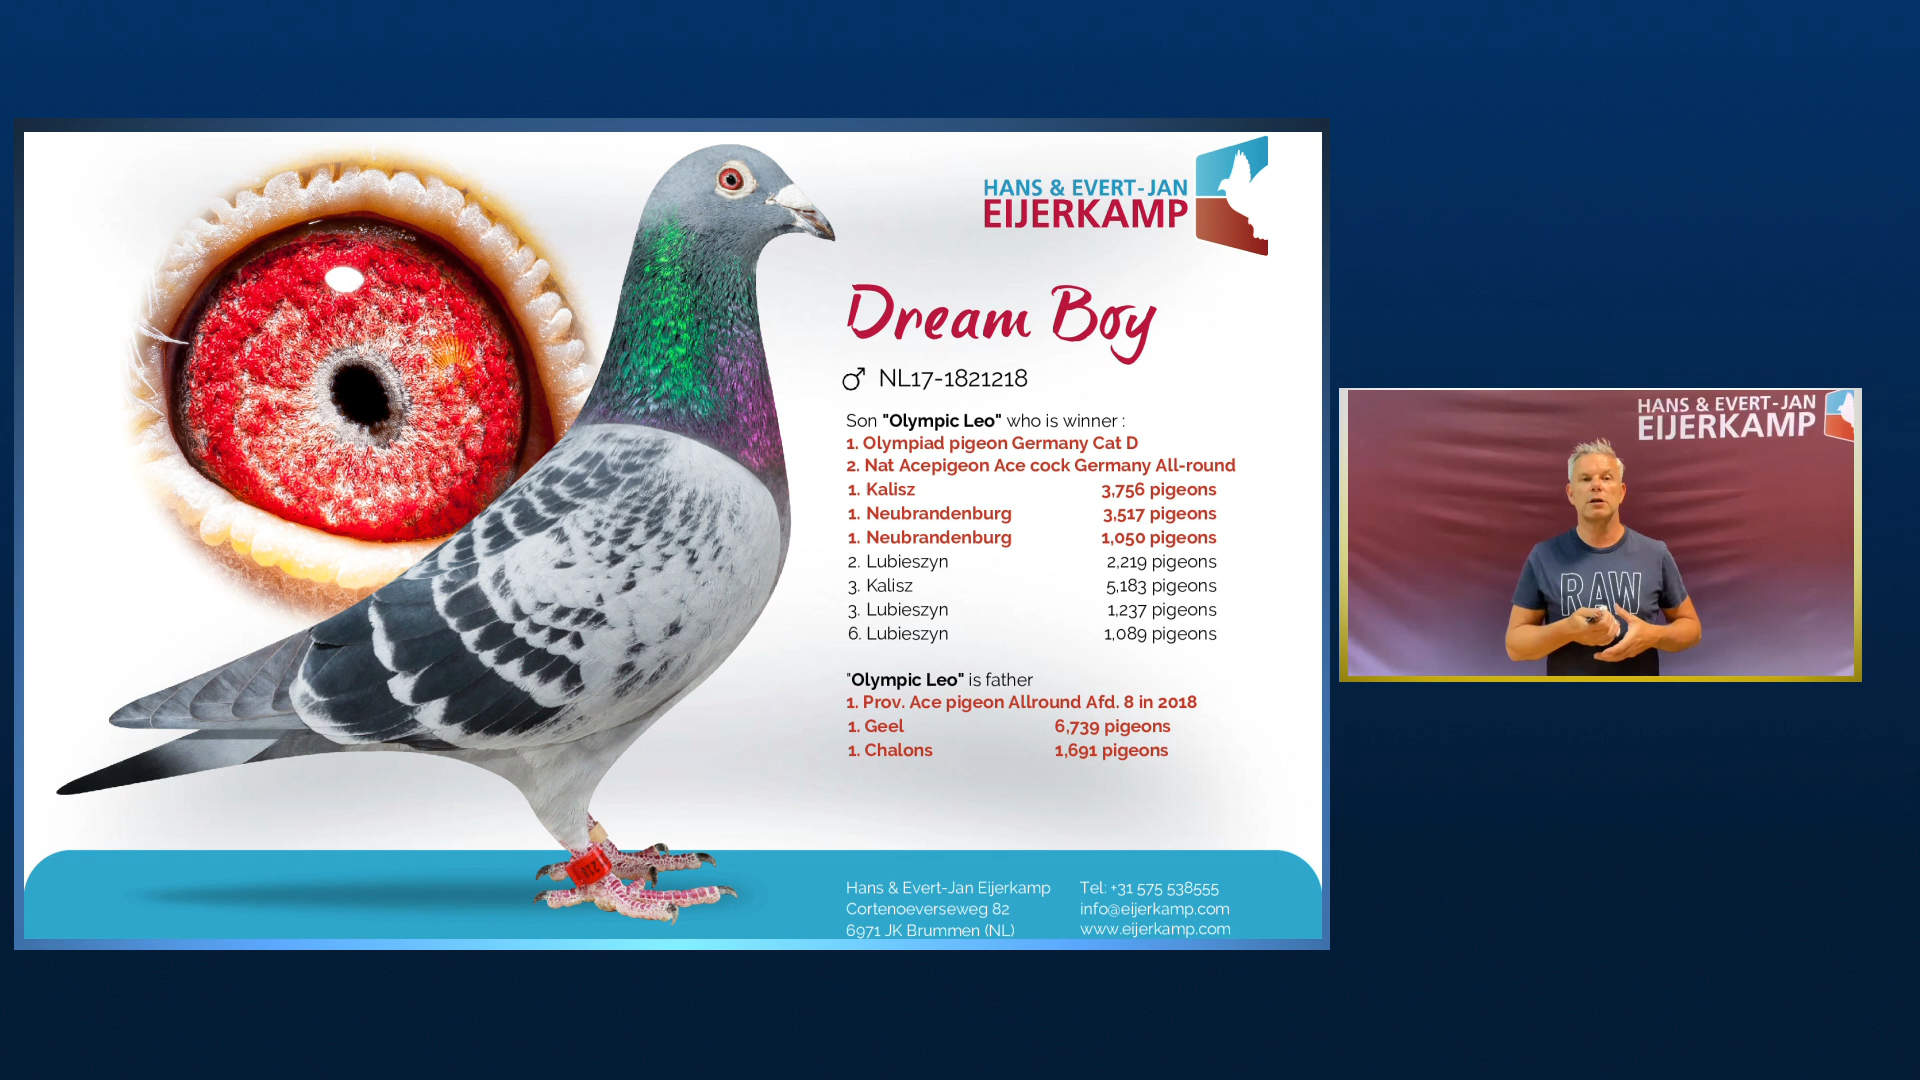 HANS & EVERT-JAN
EIJERKAMP
Dream Boy
♂ NL17-1821218
Son "Olympic Leo" who is winner :
1. Olympiad pigeon Germany Cat D
2. Nat Acepigeon Ace cock Germany All-round
1. Kalisz 3,756 pigeons
1. Neubrandenburg 3,517 pigeons
1. Neubrandenburg 1,050 pigeons
2. Lubieszyn 2,219 pigeons
3. Kalisz 5,183 pigeons
3. Lubieszyn 1,237 pigeons
6. Lubieszyn 1,089 pigeons
"Olympic Leo" is father
1. Prov. Ace pigeon Allround Afd. 8 in 2018
1. Geel 6,739 pigeons
1. Chalons 1,691 pigeons
Hans & Evert-Jan Eijerkamp
Cortenoeverseweg 82
6971 JK Brummen (NL)
Tel: +31 575 538555
info@eijerkamp.com
www.eijerkamp.com
HANS & EVERT-JAN
EIJERKAMP
RAW